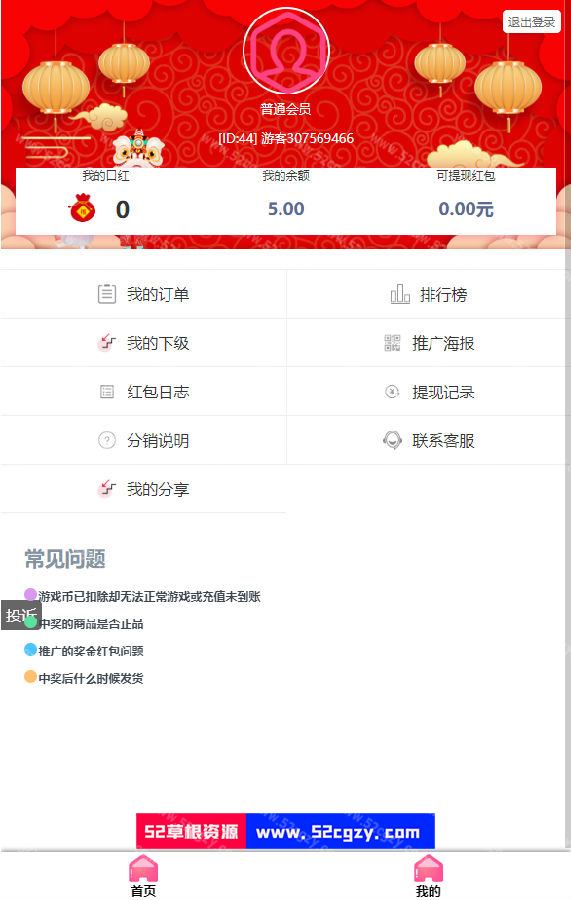 退出登录
普通会员
[ID:44] 游客307569466
我的口红 我的余额 可提现红包
0 5.00 0.00元
我的订单 排行榜
我的下级 推广海报
红包日志 提现记录
分销说明 联系客服
我的分享
常见问题
游戏币已扣除却无法正常游戏或充值未到账
投诉
中奖的商品是否正品
推广的奖金红包问题
中奖后什么时候发货
52草根资源 www.52cgzy.com
首页 我的